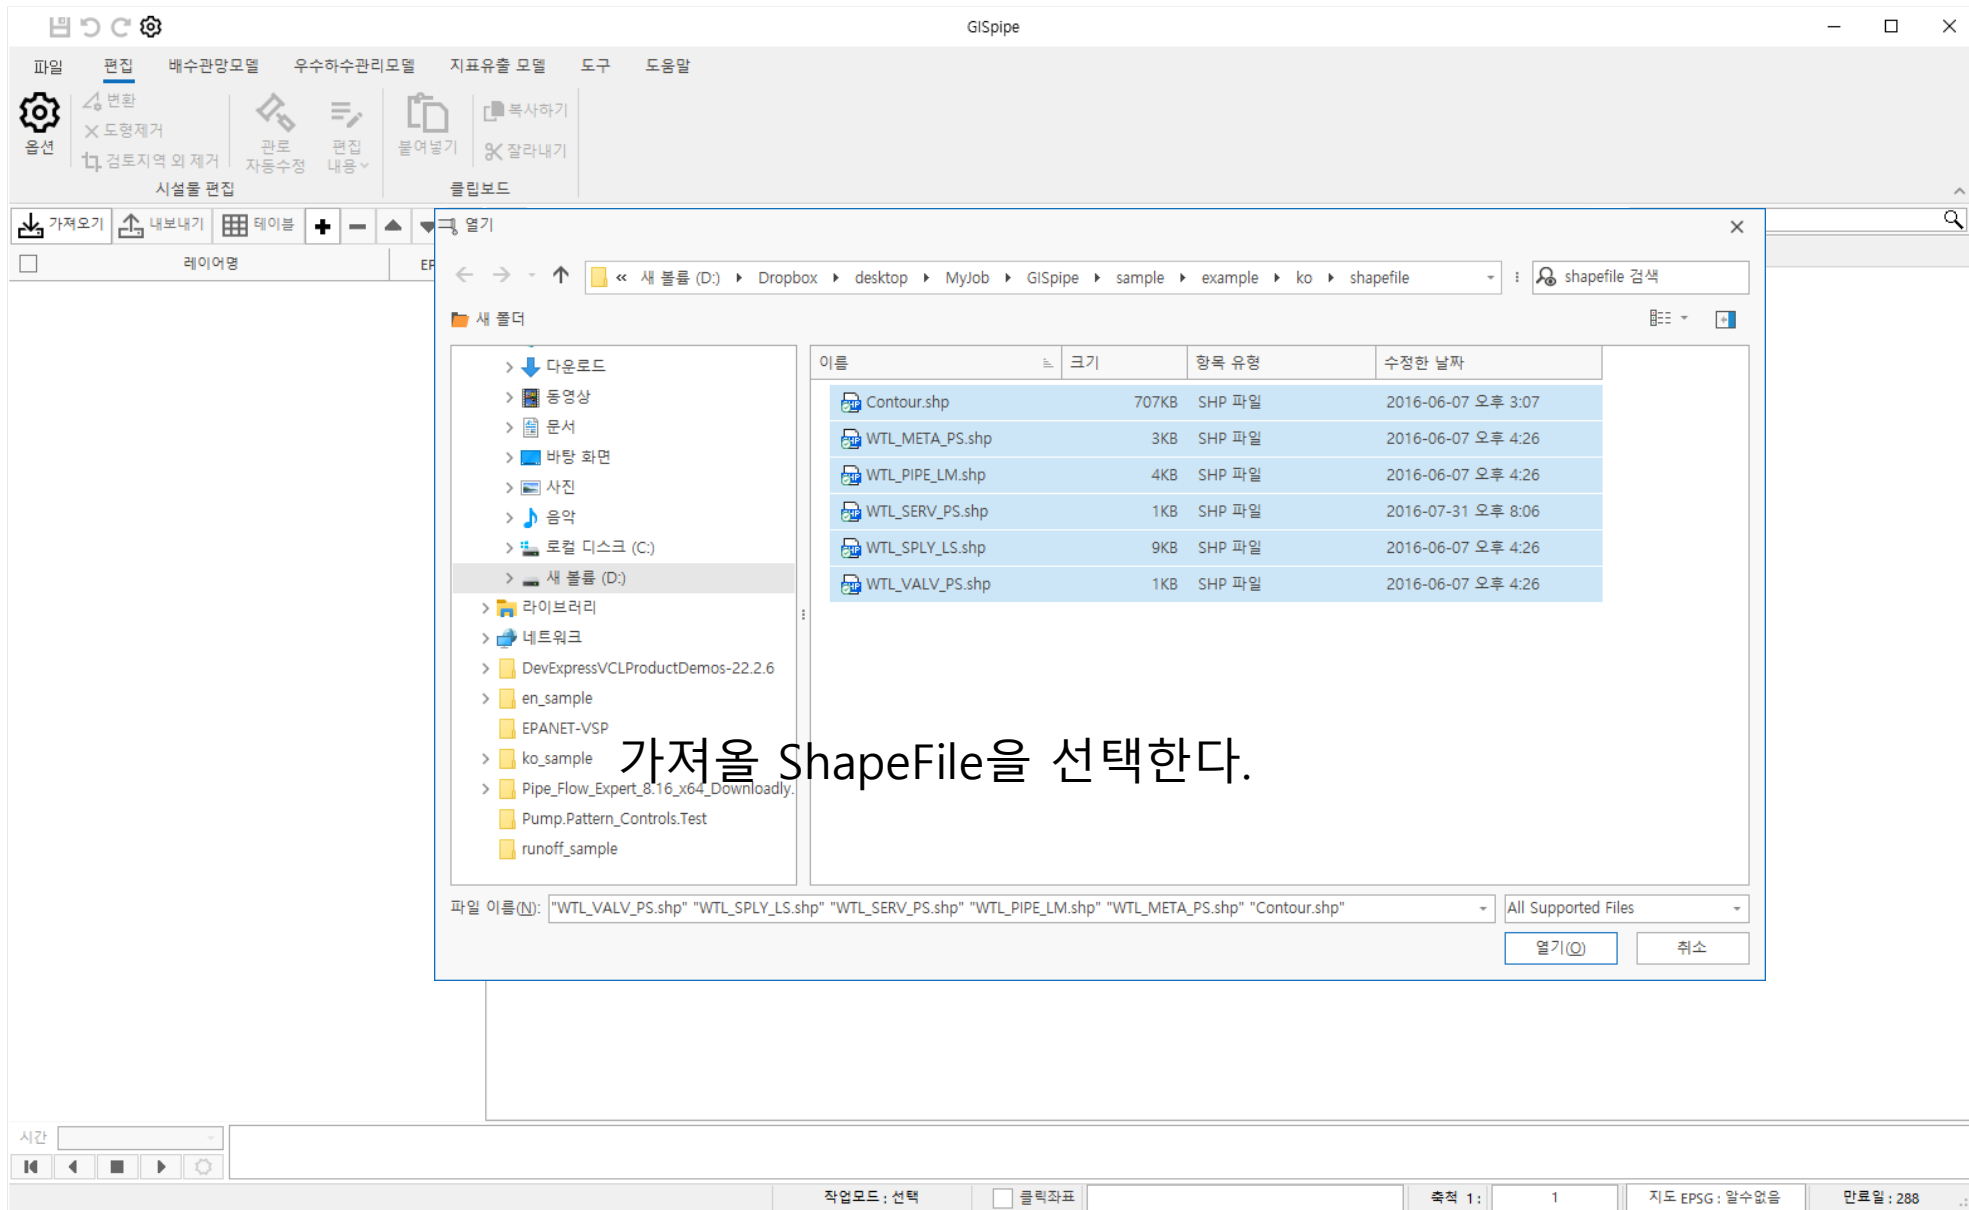 GISpipe
파일 편집 배수관망모델 우수하수관리모델 지표유출 모델 도구 도움말
옵션
변환
도형제거
검토지역 외 제거
관로
자동수정
편집
내용
시설물 편집
붙여넣기
복사하기
잘라내기
클립보드
가져오기 내보내기 테이블
레이어명 EP
열기
« 새 볼륨 (D:) Dropbox desktop MyJob GISpipe sample example ko shapefile
shapefile 검색
새 폴더
다운로드
동영상
문서
바탕 화면
사진
음악
로컬 디스크 (C:)
새 볼륨 (D:)
라이브러리
네트워크
DevExpressVCLProductDemos-22.2.6
en_sample
EPANET-VSP
ko_sample
Pipe_Flow_Expert_8.16_x64_Downloadly.
Pump.Pattern_Controls.Test
runoff_sample
이름 크기 항목 유형 수정한 날짜
Contour.shp 707KB SHP 파일 2016-06-07 오후 3:07
WTL_META_PS.shp 3KB SHP 파일 2016-06-07 오후 4:26
WTL_PIPE_LM.shp 4KB SHP 파일 2016-06-07 오후 4:26
WTL_SERV_PS.shp 1KB SHP 파일 2016-07-31 오후 8:06
WTL_SPLY_LS.shp 9KB SHP 파일 2016-06-07 오후 4:26
WTL_VALV_PS.shp 1KB SHP 파일 2016-06-07 오후 4:26
가져올 ShapeFile을 선택한다.
파일 이름(N): "WTL_VALV_PS.shp" "WTL_SPLY_LS.shp" "WTL_SERV_PS.shp" "WTL_PIPE_LM.shp" "WTL_META_PS.shp" "Contour.shp"
All Supported Files
열기(O) 취소
시간
작업모드 : 선택 클릭좌표 축척 1 : 1 지도 EPSG : 알수없음 만료일 : 288